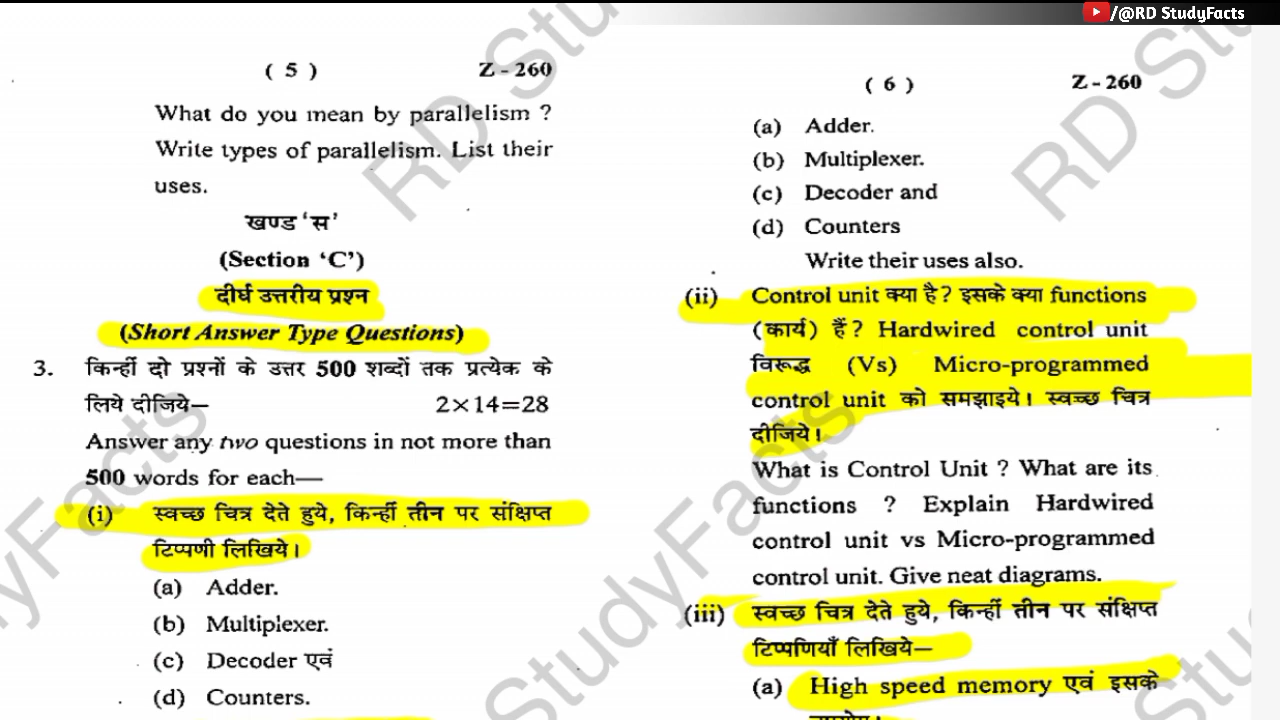 /@RD StudyFacts
( 5 ) Z - 260
What do you mean by parallelism ?
Write types of parallelism. List their
uses.
खण्ड ‘स’
(Section ‘C’)
दीर्घ उत्तरीय प्रश्न
(Short Answer Type Questions)
3. किन्हीं दो प्रश्नों के उत्तर 500 शब्दों तक प्रत्येक के
लिये दीजिये– 2×14=28
Answer any two questions in not more than
500 words for each—
(i) स्वच्छ चित्र देते हुये, किन्हीं तीन पर संक्षिप्त
टिप्पणी लिखिये।
(a) Adder.
(b) Multiplexer.
(c) Decoder एवं
(d) Counters.
( 6 ) Z - 260
(a) Adder.
(b) Multiplexer.
(c) Decoder and
(d) Counters
Write their uses also.
(ii) Control unit क्या है? इसके क्या functions
(कार्य) हैं? Hardwired control unit
विरूद्ध (Vs) Micro-programmed
control unit को समझाइये। स्वच्छ चित्र
दीजिये।
What is Control Unit ? What are its
functions ? Explain Hardwired
control unit vs Micro-programmed
control unit. Give neat diagrams.
(iii) स्वच्छ चित्र देते हुये, किन्हीं तीन पर संक्षिप्त
टिप्पणियाँ लिखिये–
(a) High speed memory एवं इसके
RD StudyFacts
RD StudyFacts